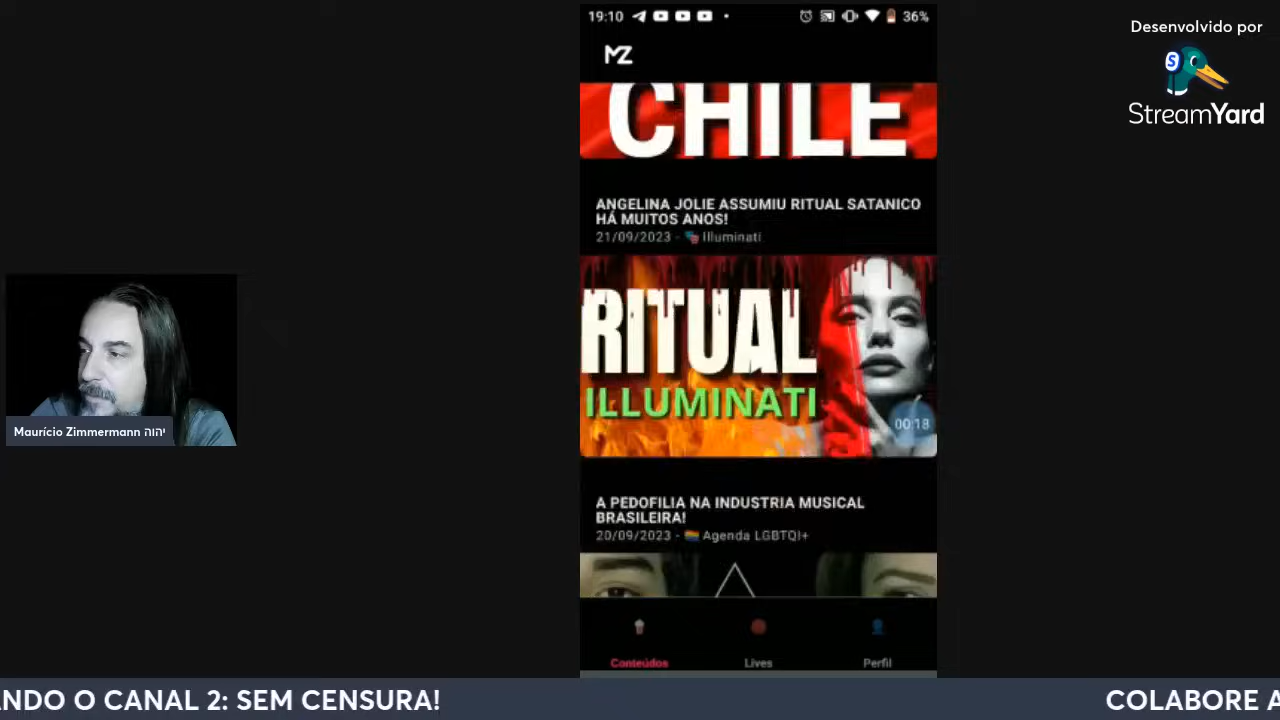 19:10
36%
MZ
CHILE
ANGELINA JOLIE ASSUMIU RITUAL SATANICO
HÁ MUITOS ANOS!
21/09/2023 - 🎭 Illuminati
RITUAL
ILLUMINATI
00:18
A PEDOFILIA NA INDUSTRIA MUSICAL
BRASILEIRA!
20/09/2023 - 🏳️‍🌈 Agenda LGBTQI+
Conteúdos
Lives
Perfil
Maurício Zimmermann יהוה
Desenvolvido por
StreamYard
ANDO O CANAL 2: SEM CENSURA!
COLABORE A